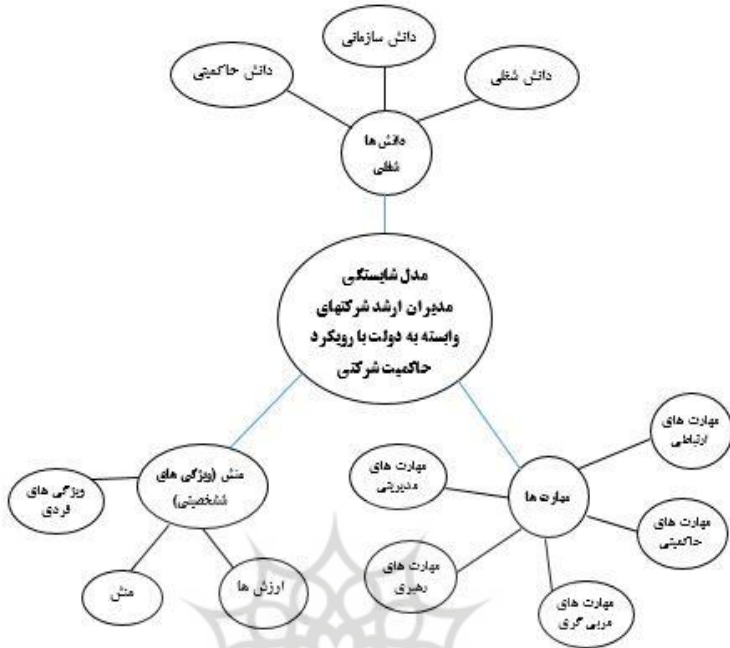 دانش سازمانی
دانش شغلی
دانش حاکمیتی
دانش ها
شغلی
مدل شایستگی
مدیران ارشد شرکتهای
وابسته به دولت با رویکرد
حاکمیت شرکتی
مهارت های
ارتباطی
مهارت های
مدیریتی
مهارت ها
مهارت های
حاکمیتی
مهارت های
رهبری
مهارت های
مربی گری
منش (ویژگی های
شخصیتی)
ویژگی های
فردی
ارزش ها
منش